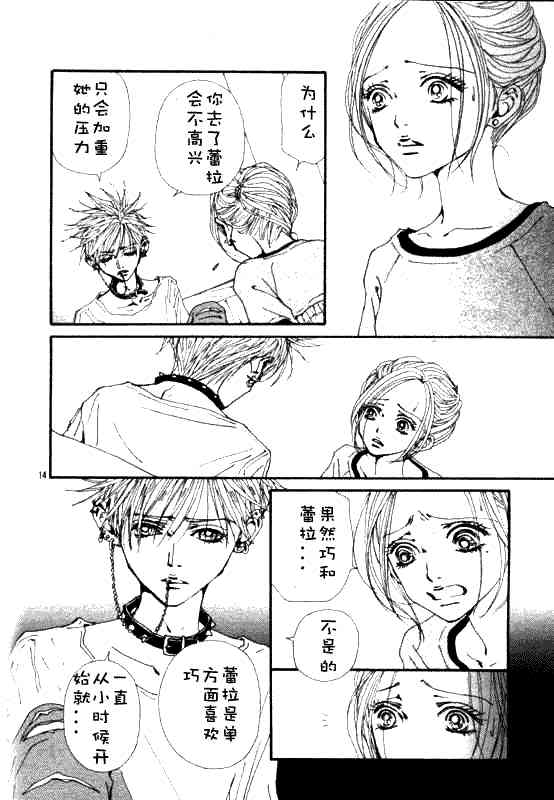 为什么
你去了蕾拉
会不高兴
只会加重
她的压力
14
果然巧和
蕾拉···
不是的
蕾拉是单
方面喜欢
巧
一直
从小时候开
始就···